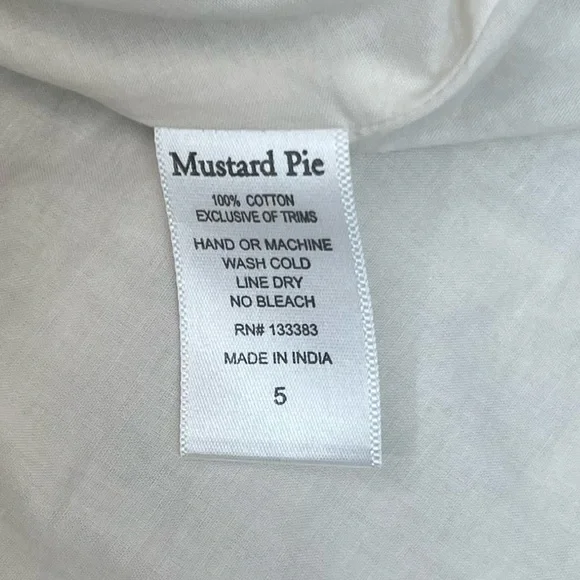 Mustard Pie
100% COTTON
EXCLUSIVE OF TRIMS
HAND OR MACHINE
WASH COLD
LINE DRY
NO BLEACH
RN# 133383
MADE IN INDIA
5